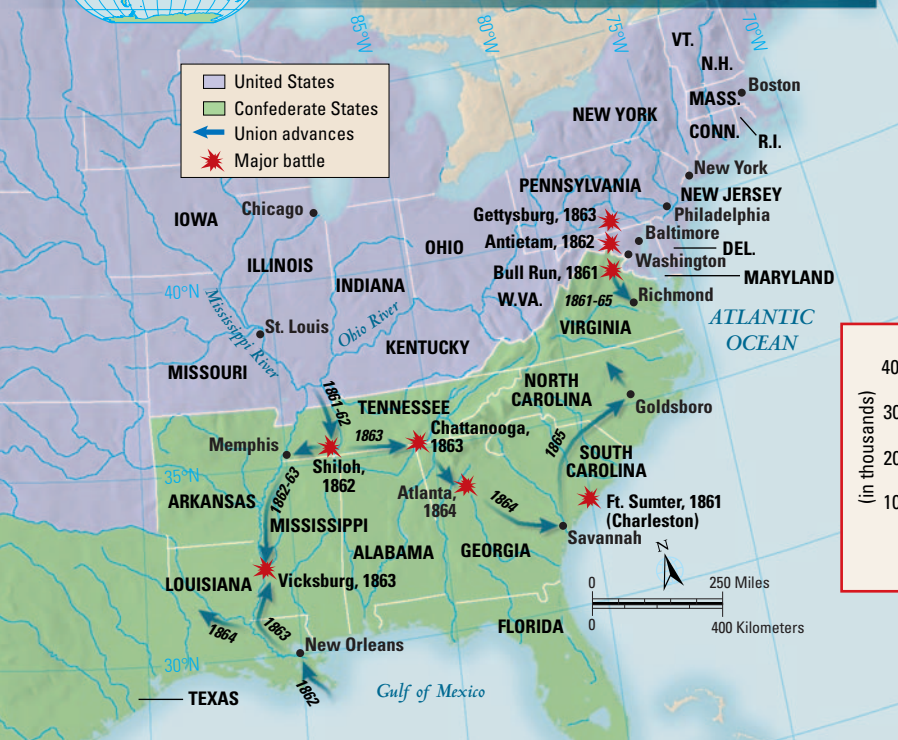 85°W
80°W
75°W
70°W
United States
Confederate States
Union advances
Major battle
VT.
N.H.
Boston
MASS.
NEW YORK
CONN.
R.I.
New York
PENNSYLVANIA
NEW JERSEY
Gettysburg, 1863
Philadelphia
IOWA
Chicago
OHIO
Antietam, 1862
Baltimore
DEL.
Washington
ILLINOIS
Bull Run, 1861
MARYLAND
INDIANA
40°N
W.VA.
1861-65
Richmond
Mississippi River
St. Louis
Ohio River
VIRGINIA
ATLANTIC
OCEAN
KENTUCKY
MISSOURI
1861-62
NORTH
CAROLINA
TENNESSEE
Goldsboro
Memphis
1863
Chattanooga,
1863
1865
Shiloh,
1862
SOUTH
CAROLINA
35°N
1862-63
ARKANSAS
Atlanta,
1864
1864
Ft. Sumter, 1861
(Charleston)
MISSISSIPPI
Savannah
ALABAMA
GEORGIA
N
LOUISIANA
Vicksburg, 1863
0
250 Miles
0
400 Kilometers
1864
1863
FLORIDA
New Orleans
30°N
1862
Gulf of Mexico
TEXAS
40
30
20
10
(in thousands)